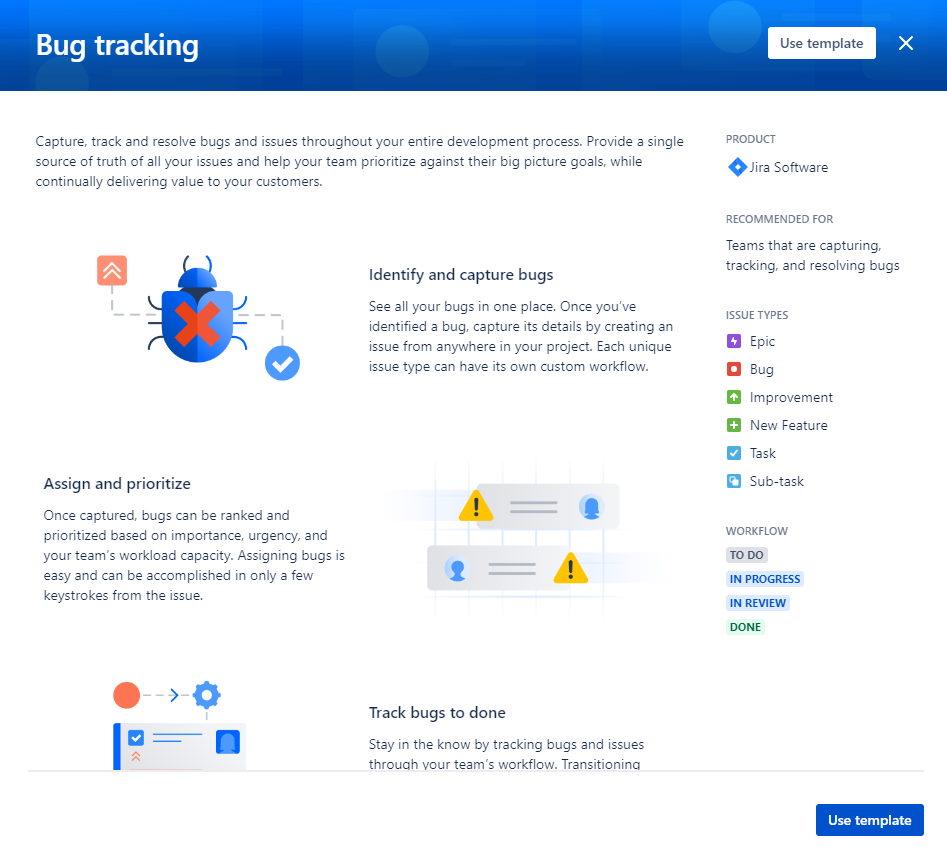 Bug tracking
Use template
Capture, track and resolve bugs and issues throughout your entire development process. Provide a single
source of truth of all your issues and help your team prioritize against their big picture goals, while
continually delivering value to your customers.
Identify and capture bugs
See all your bugs in one place. Once you’ve
identified a bug, capture its details by creating an
issue from anywhere in your project. Each unique
issue type can have its own custom workflow.
Assign and prioritize
Once captured, bugs can be ranked and
prioritized based on importance, urgency, and
your team’s workload capacity. Assigning bugs is
easy and can be accomplished in only a few
keystrokes from the issue.
Track bugs to done
Stay in the know by tracking bugs and issues
through your team’s workflow. Transitioning
PRODUCT
Jira Software
RECOMMENDED FOR
Teams that are capturing,
tracking, and resolving bugs
ISSUE TYPES
Epic
Bug
Improvement
New Feature
Task
Sub-task
WORKFLOW
TO DO
IN PROGRESS
IN REVIEW
DONE
Use template